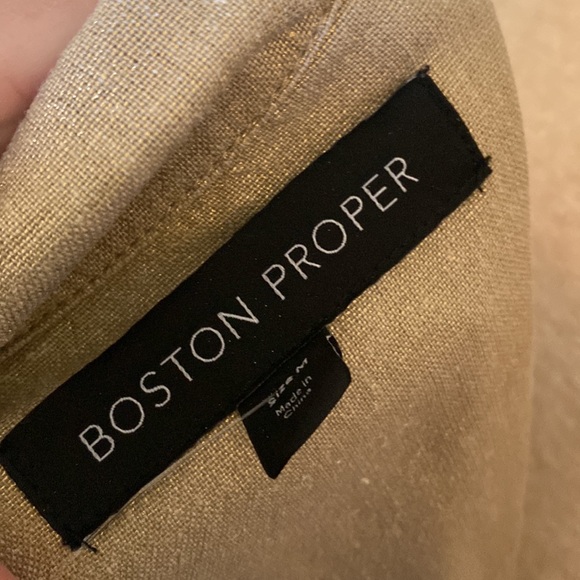 BOSTON PROPER
Size M
Made in
China